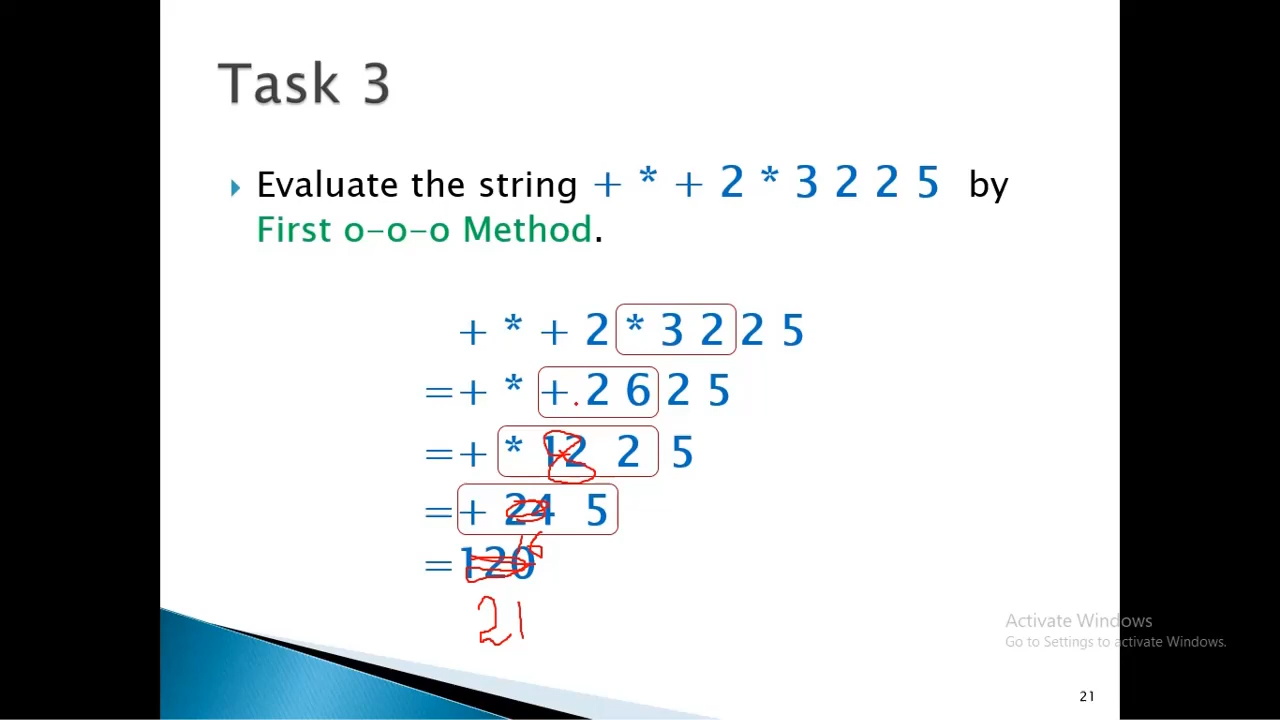 Task 3
Evaluate the string + * + 2 * 3 2 2 5 by
First o-o-o Method.
+ * + 2 * 3 2 2 5
= + * + 2 6 2 5
= + * 12 2 5
= + 24 5
16
= 120
21
Activate Windows
Go to Settings to activate Windows.
21